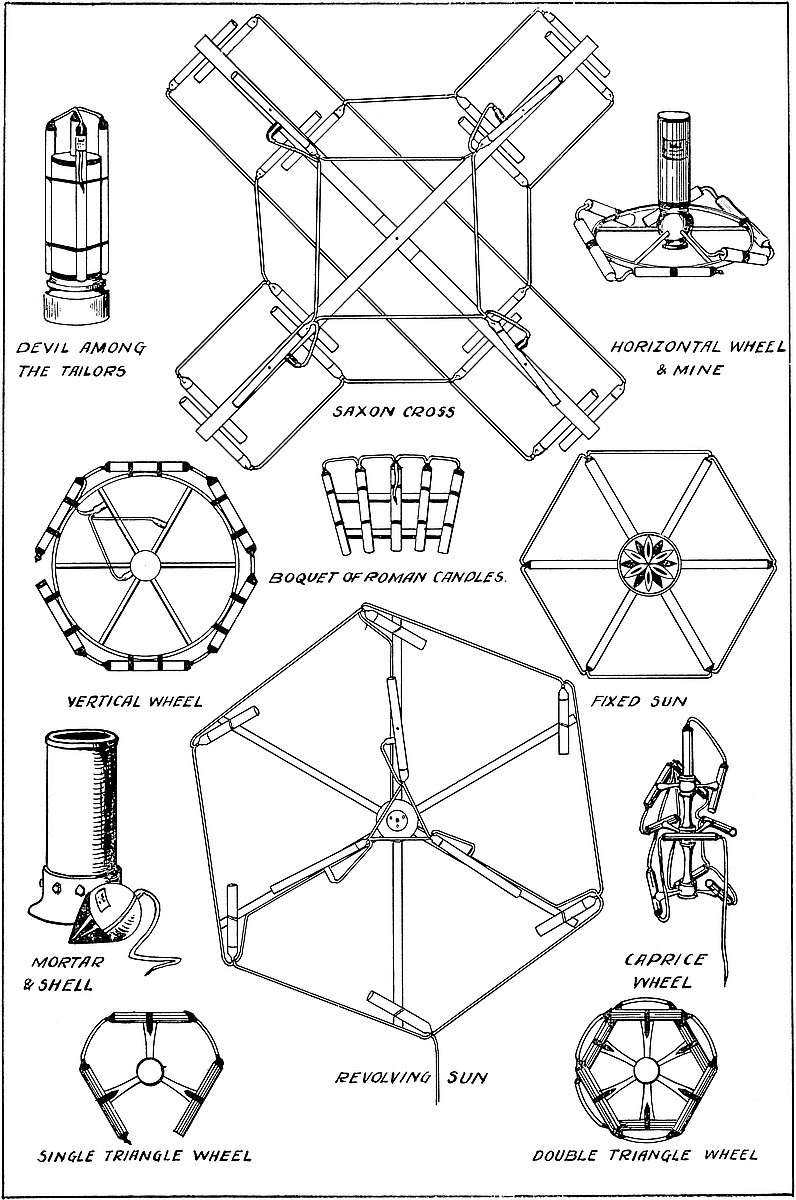 DEVIL AMONG
THE TAILORS
HORIZONTAL WHEEL
& MINE
SAXON CROSS
BOQUET OF ROMAN CANDLES.
VERTICAL WHEEL
FIXED SUN
MORTAR
& SHELL
CAPRICE
WHEEL
REVOLVING SUN
SINGLE TRIANGLE WHEEL
DOUBLE TRIANGLE WHEEL